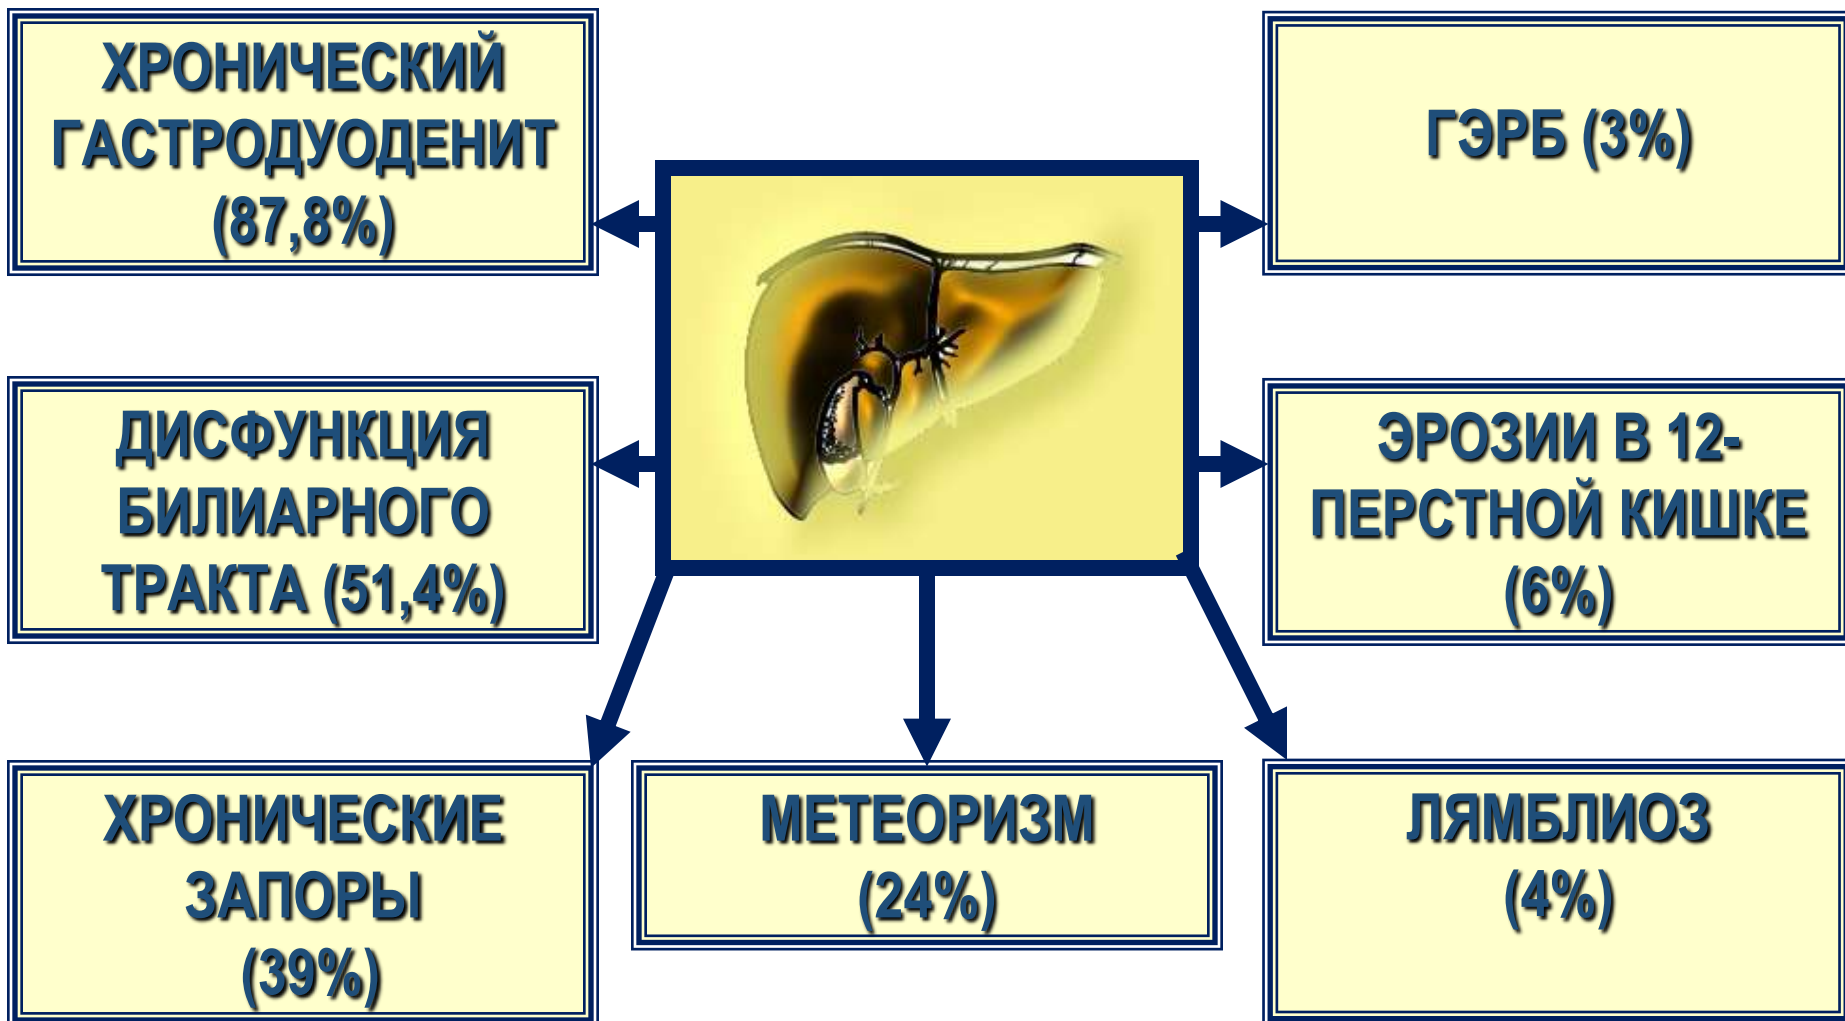 ХРОНИЧЕСКИЙ
ГАСТРОДУОДЕНИТ
(87,8%)
ГЭРБ (3%)
ДИСФУНКЦИЯ
БИЛИАРНОГО
ТРАКТА (51,4%)
ЭРОЗИИ В 12-
ПЕРСТНОЙ КИШКЕ
(6%)
ХРОНИЧЕСКИЕ
ЗАПОРЫ
(39%)
МЕТЕОРИЗМ
(24%)
ЛЯМБЛИОЗ
(4%)